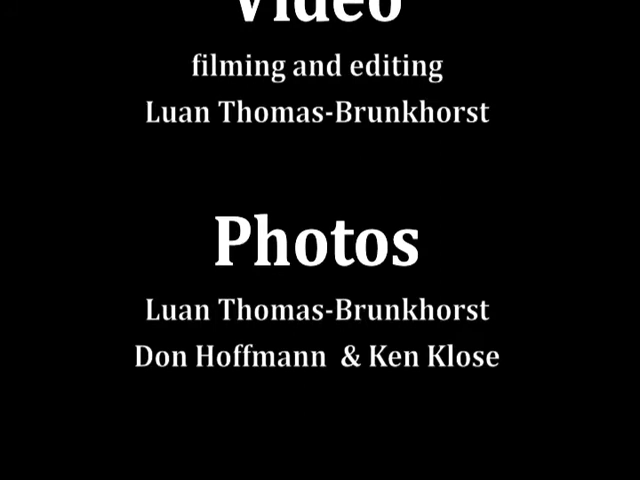 Video
filming and editing
Luan Thomas-Brunkhorst
Photos
Luan Thomas-Brunkhorst
Don Hoffmann & Ken Klose